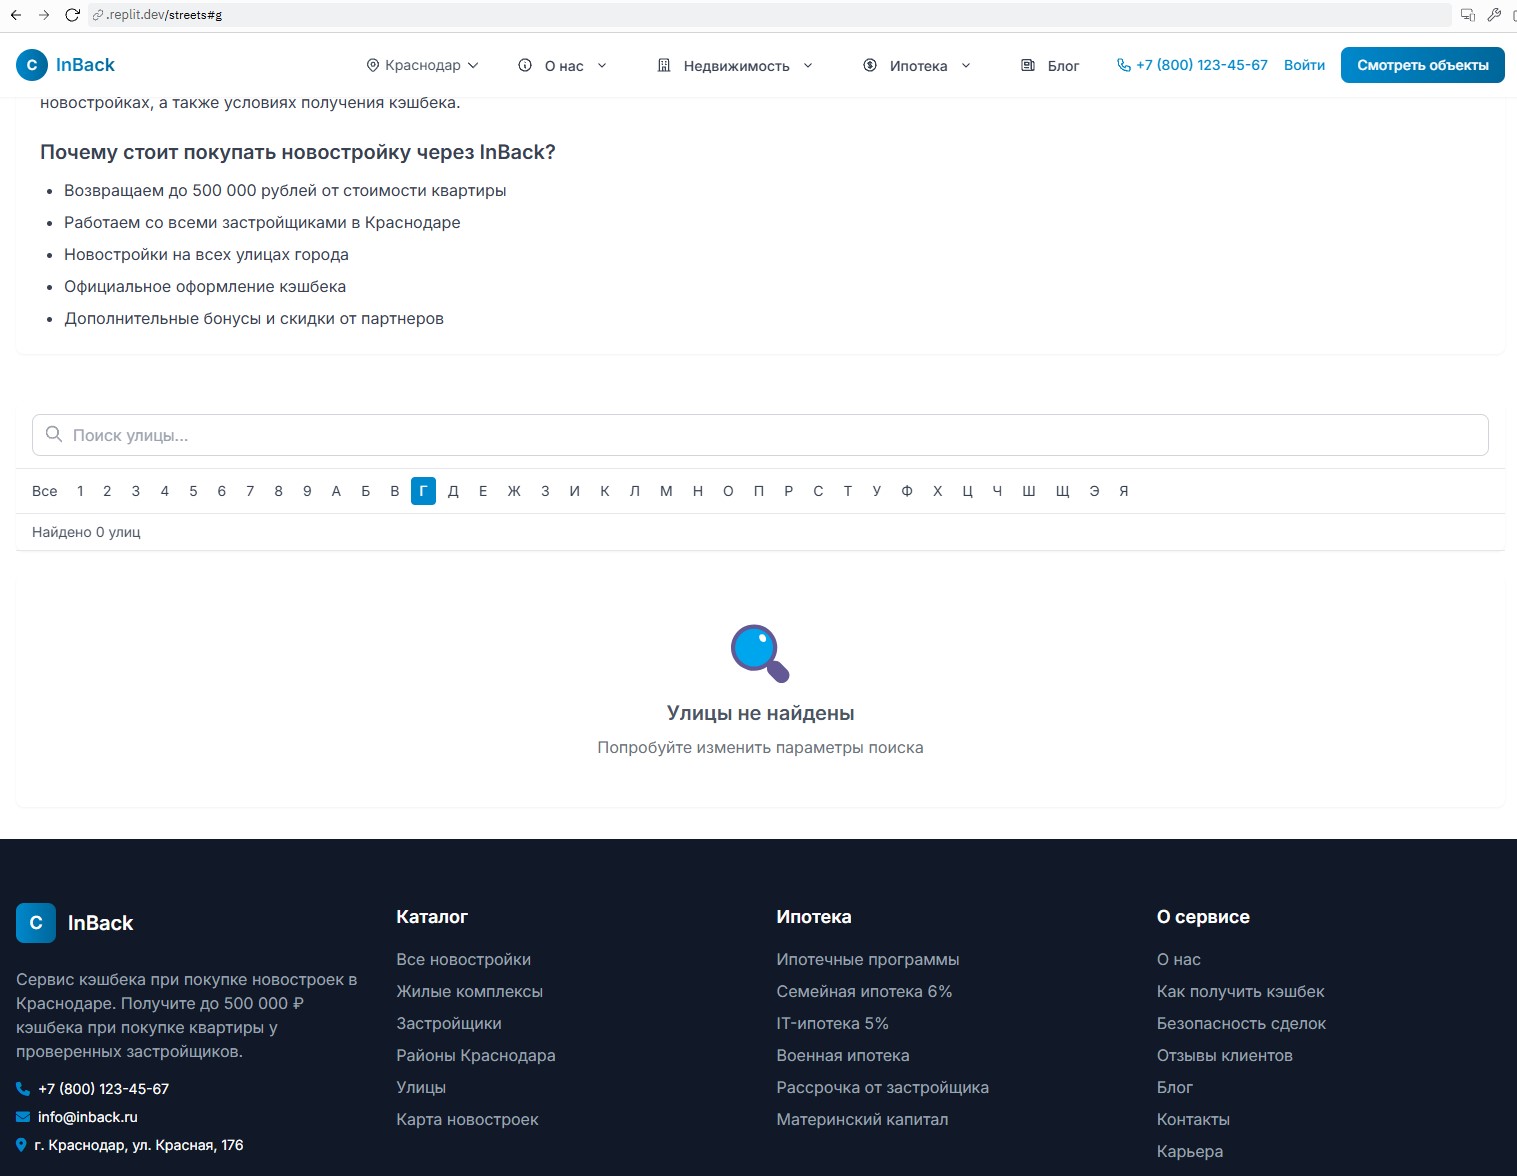 .replit.dev/streets#g
C InBack Краснодар О нас Недвижимость Ипотека Блог +7 (800) 123-45-67 Войти Смотреть объекты
новостройках, а также условиях получения кэшбека.
Почему стоит покупать новостройку через InBack?
• Возвращаем до 500 000 рублей от стоимости квартиры
• Работаем со всеми застройщиками в Краснодаре
• Новостройки на всех улицах города
• Официальное оформление кэшбека
• Дополнительные бонусы и скидки от партнеров
Поиск улицы...
Все 1 2 3 4 5 6 7 8 9 А Б В Г Д Е Ж З И К Л М Н О П Р С Т У Ф Х Ц Ч Ш Щ Э Я
Найдено 0 улиц
Улицы не найдены
Попробуйте изменить параметры поиска
C InBack
Сервис кэшбека при покупке новостроек в
Краснодаре. Получите до 500 000 ₽
кэшбека при покупке квартиры у
проверенных застройщиков.
+7 (800) 123-45-67
info@inback.ru
г. Краснодар, ул. Красная, 176
Каталог
Все новостройки
Жилые комплексы
Застройщики
Районы Краснодара
Улицы
Карта новостроек
Ипотека
Ипотечные программы
Семейная ипотека 6%
IT-ипотека 5%
Военная ипотека
Рассрочка от застройщика
Материнский капитал
О сервисе
О нас
Как получить кэшбек
Безопасность сделок
Отзывы клиентов
Блог
Контакты
Карьера